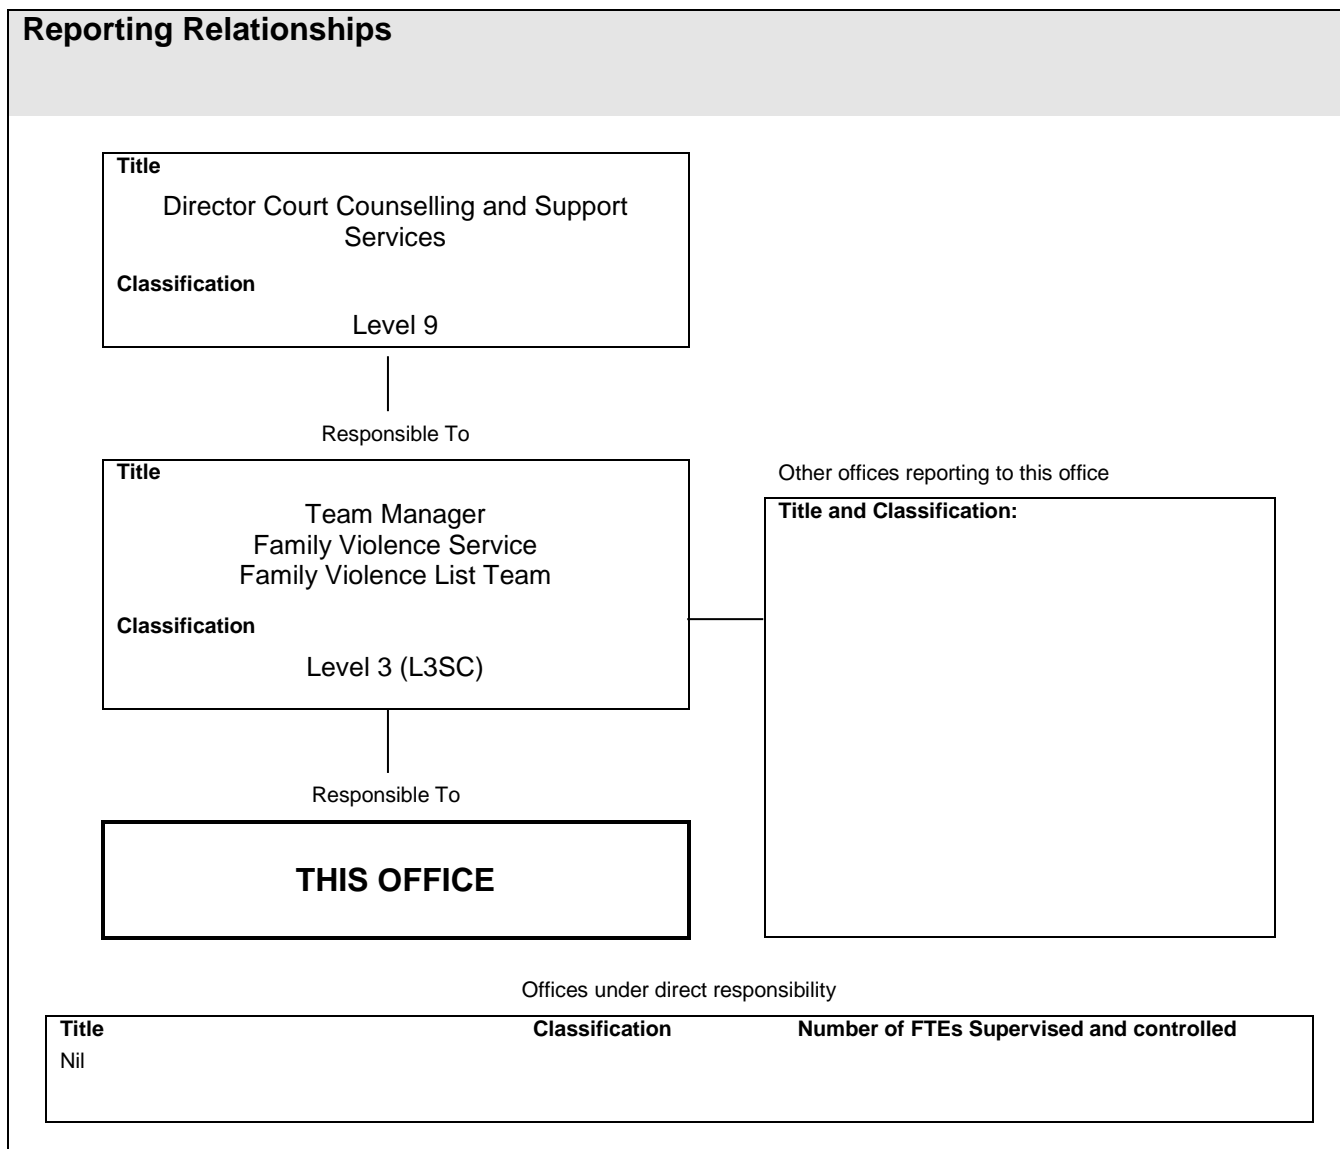 Reporting Relationships
Title
Director Court Counselling and Support
Services
Classification
Level 9
Responsible To
Title
Team Manager
Family Violence Service
Family Violence List Team
Classification
Level 3 (L3SC)
Other offices reporting to this office
Title and Classification:
Responsible To
THIS OFFICE
Offices under direct responsibility
Title Classification Number of FTEs Supervised and controlled
Nil